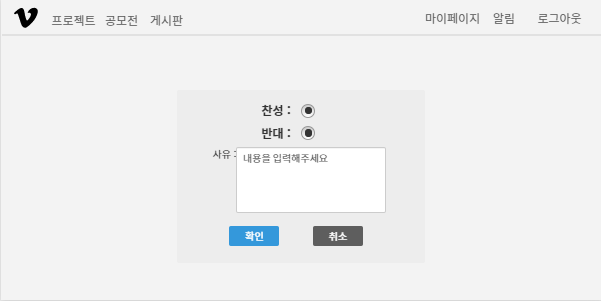 프로젝트 공모전 게시판 마이페이지 알림 로그아웃
찬성 :
반대 :
사유 :
내용을 입력해주세요
확인 취소